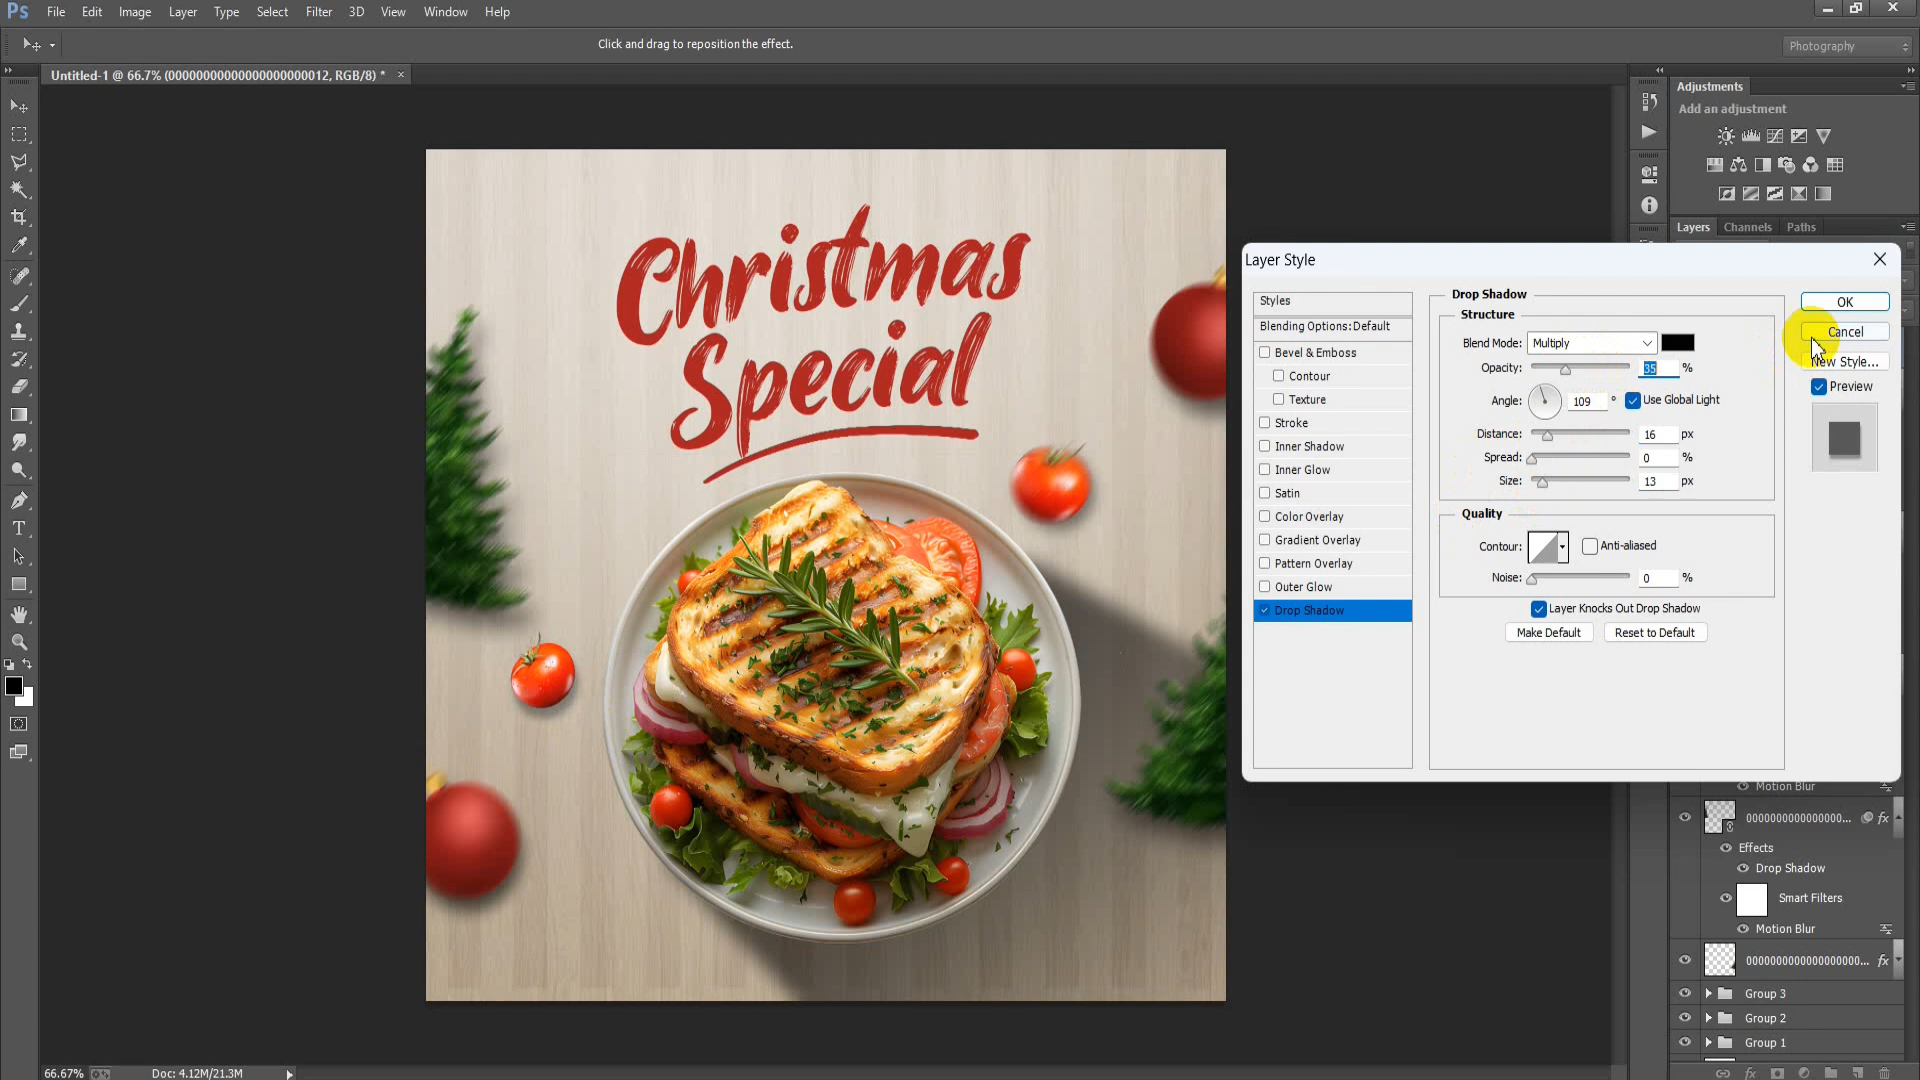 Ps File Edit Image Layer Type Select Filter 3D View Window Help
Click and drag to reposition the effect.
Photography
Untitled-1 @ 66.7% (00000000000000000000012, RGB/8) * ×
Adjustments
Add an adjustment
Layers Channels Paths
Christmas
Special
Layer Style
Styles
Blending Options: Default
Bevel & Emboss
Contour
Texture
Stroke
Inner Shadow
Inner Glow
Satin
Color Overlay
Gradient Overlay
Pattern Overlay
Outer Glow
Drop Shadow
Drop Shadow
Structure
Blend Mode: Multiply
Opacity: 35 %
Angle: 109 ° Use Global Light
Distance: 16 px
Spread: 0 %
Size: 13 px
Quality
Contour: Anti-aliased
Noise: 0 %
Layer Knocks Out Drop Shadow
Make Default Reset to Default
OK
Cancel
New Style...
Preview
Motion Blur
000000000000000... fx
Effects
Drop Shadow
Smart Filters
Motion Blur
00000000000000000... fx
Group 3
Group 2
Group 1
66.67% Doc: 4.12M/21.3M